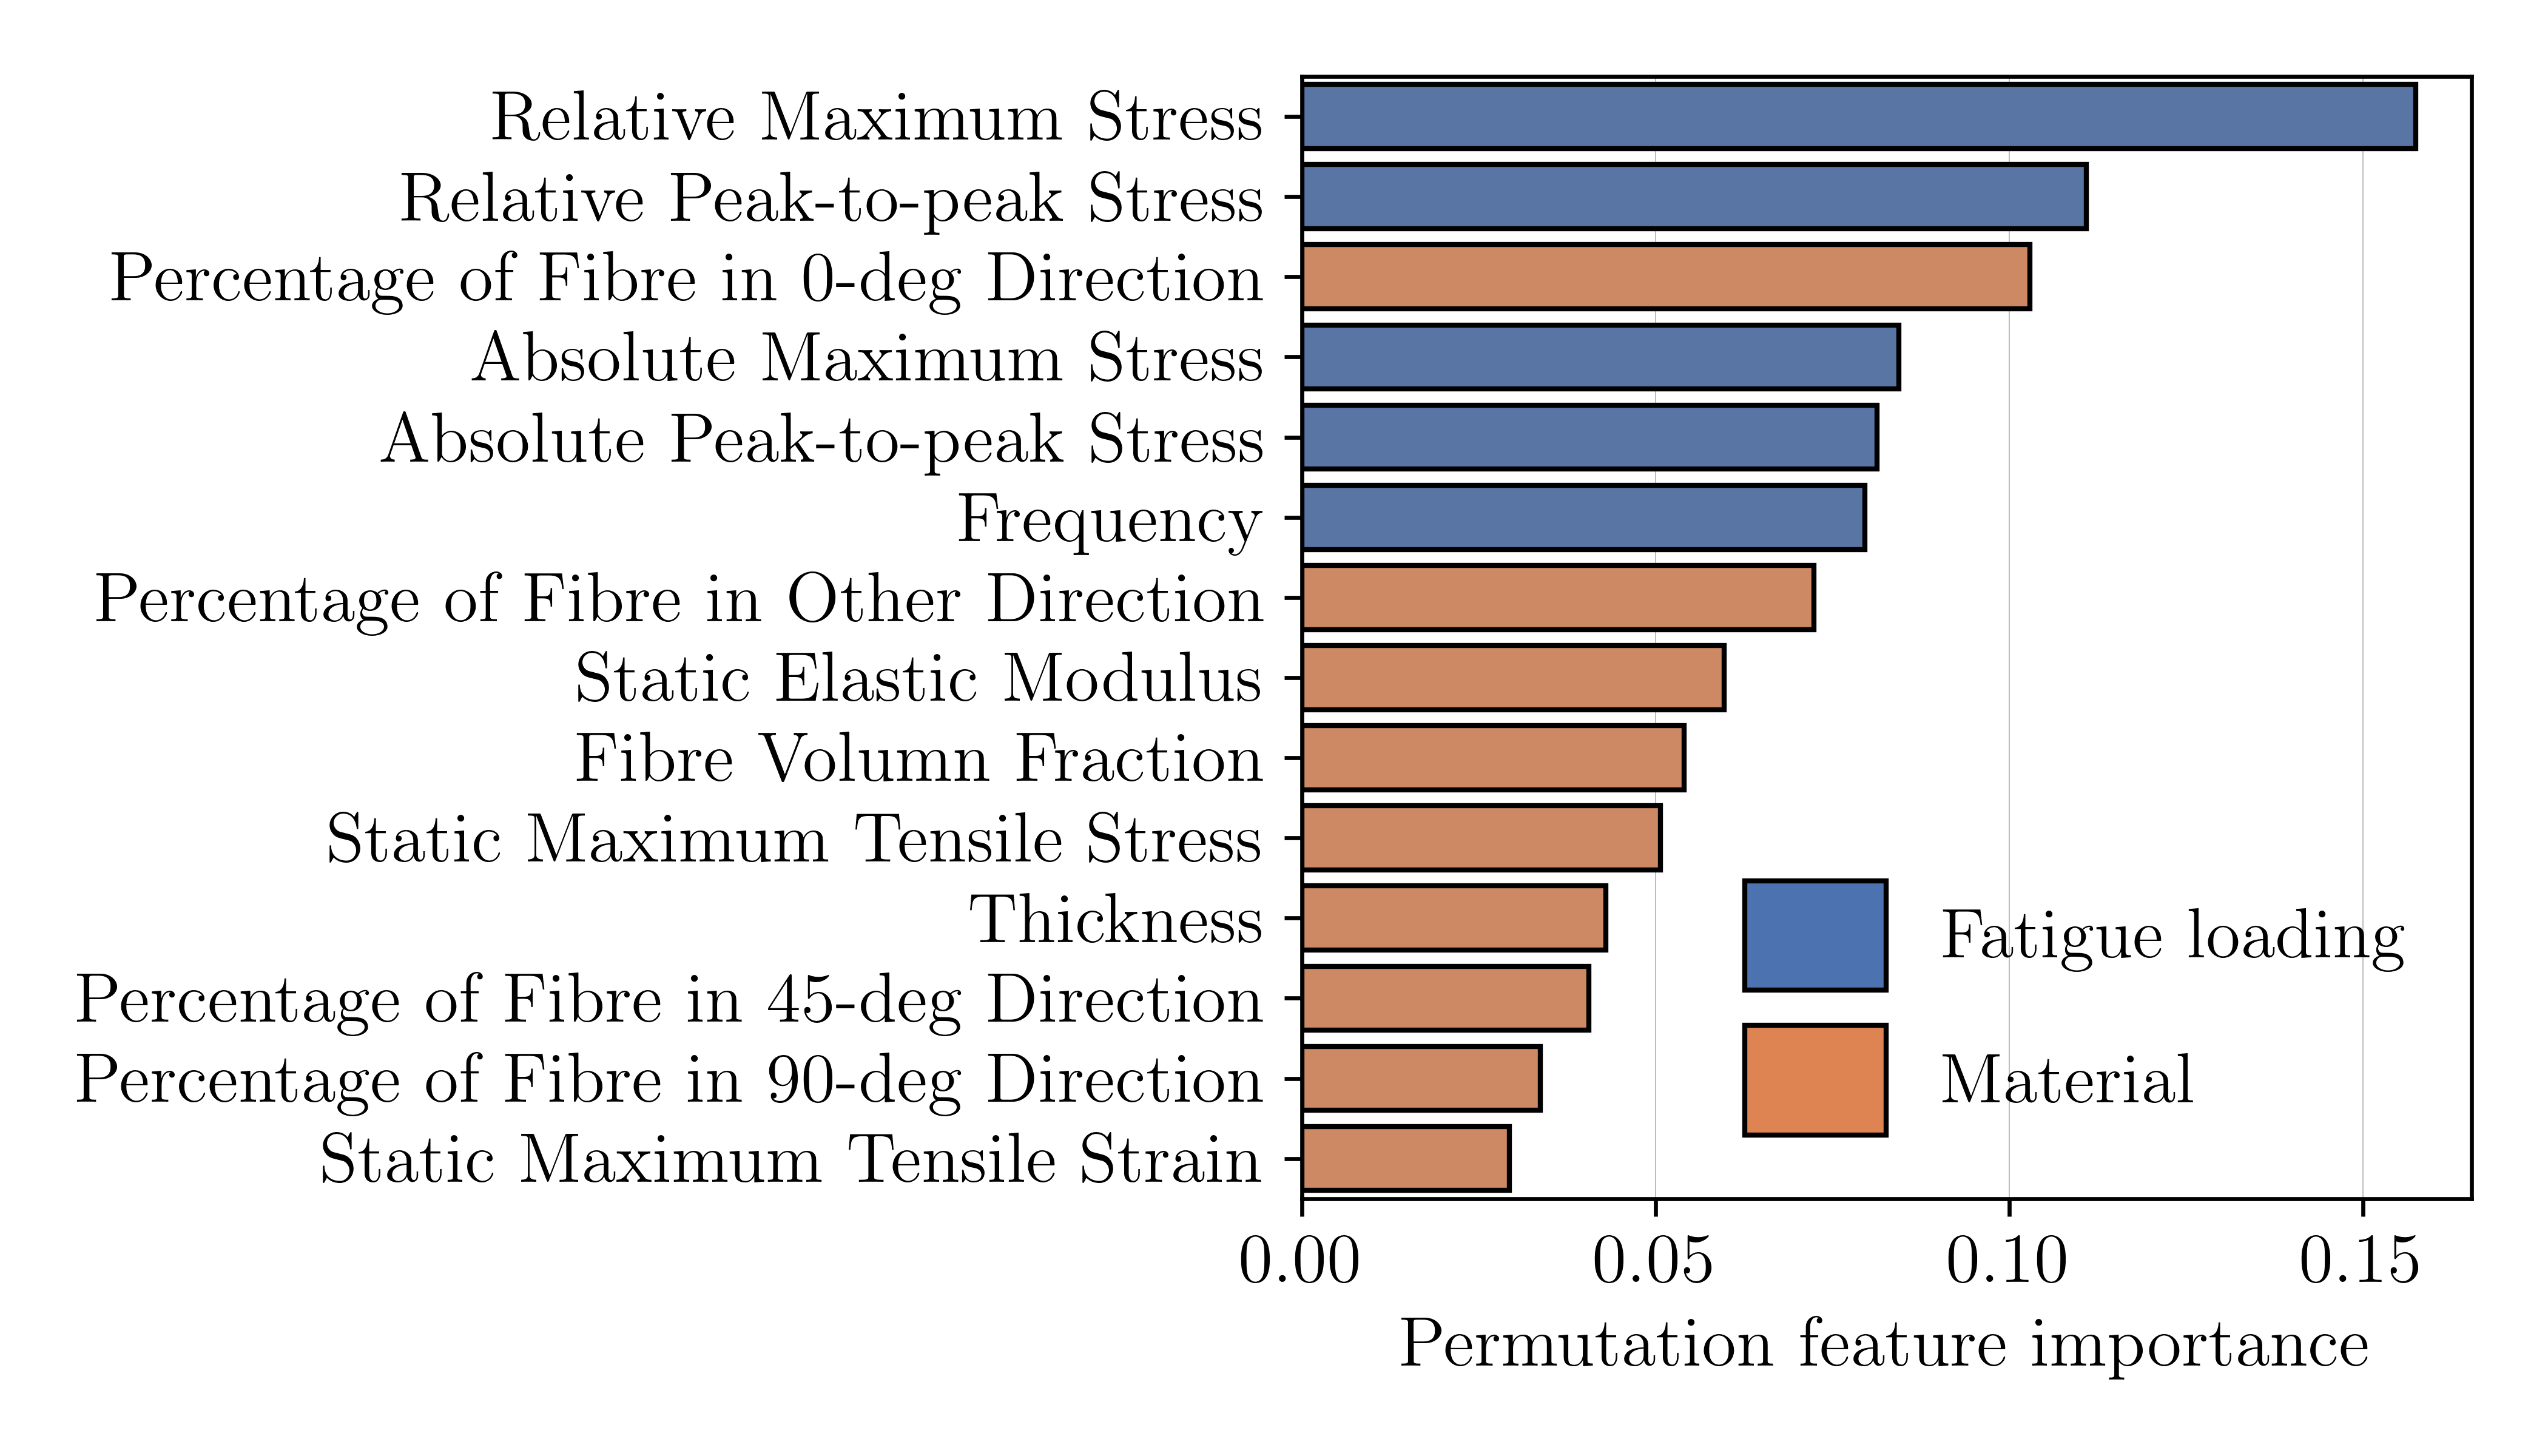 Relative Maximum Stress
Relative Peak-to-peak Stress
Percentage of Fibre in 0-deg Direction
Absolute Maximum Stress
Absolute Peak-to-peak Stress
Frequency
Percentage of Fibre in Other Direction
Static Elastic Modulus
Fibre Volumn Fraction
Static Maximum Tensile Stress
Thickness
Percentage of Fibre in 45-deg Direction
Percentage of Fibre in 90-deg Direction
Static Maximum Tensile Strain
Fatigue loading
Material
0.00 0.05 0.10 0.15
Permutation feature importance